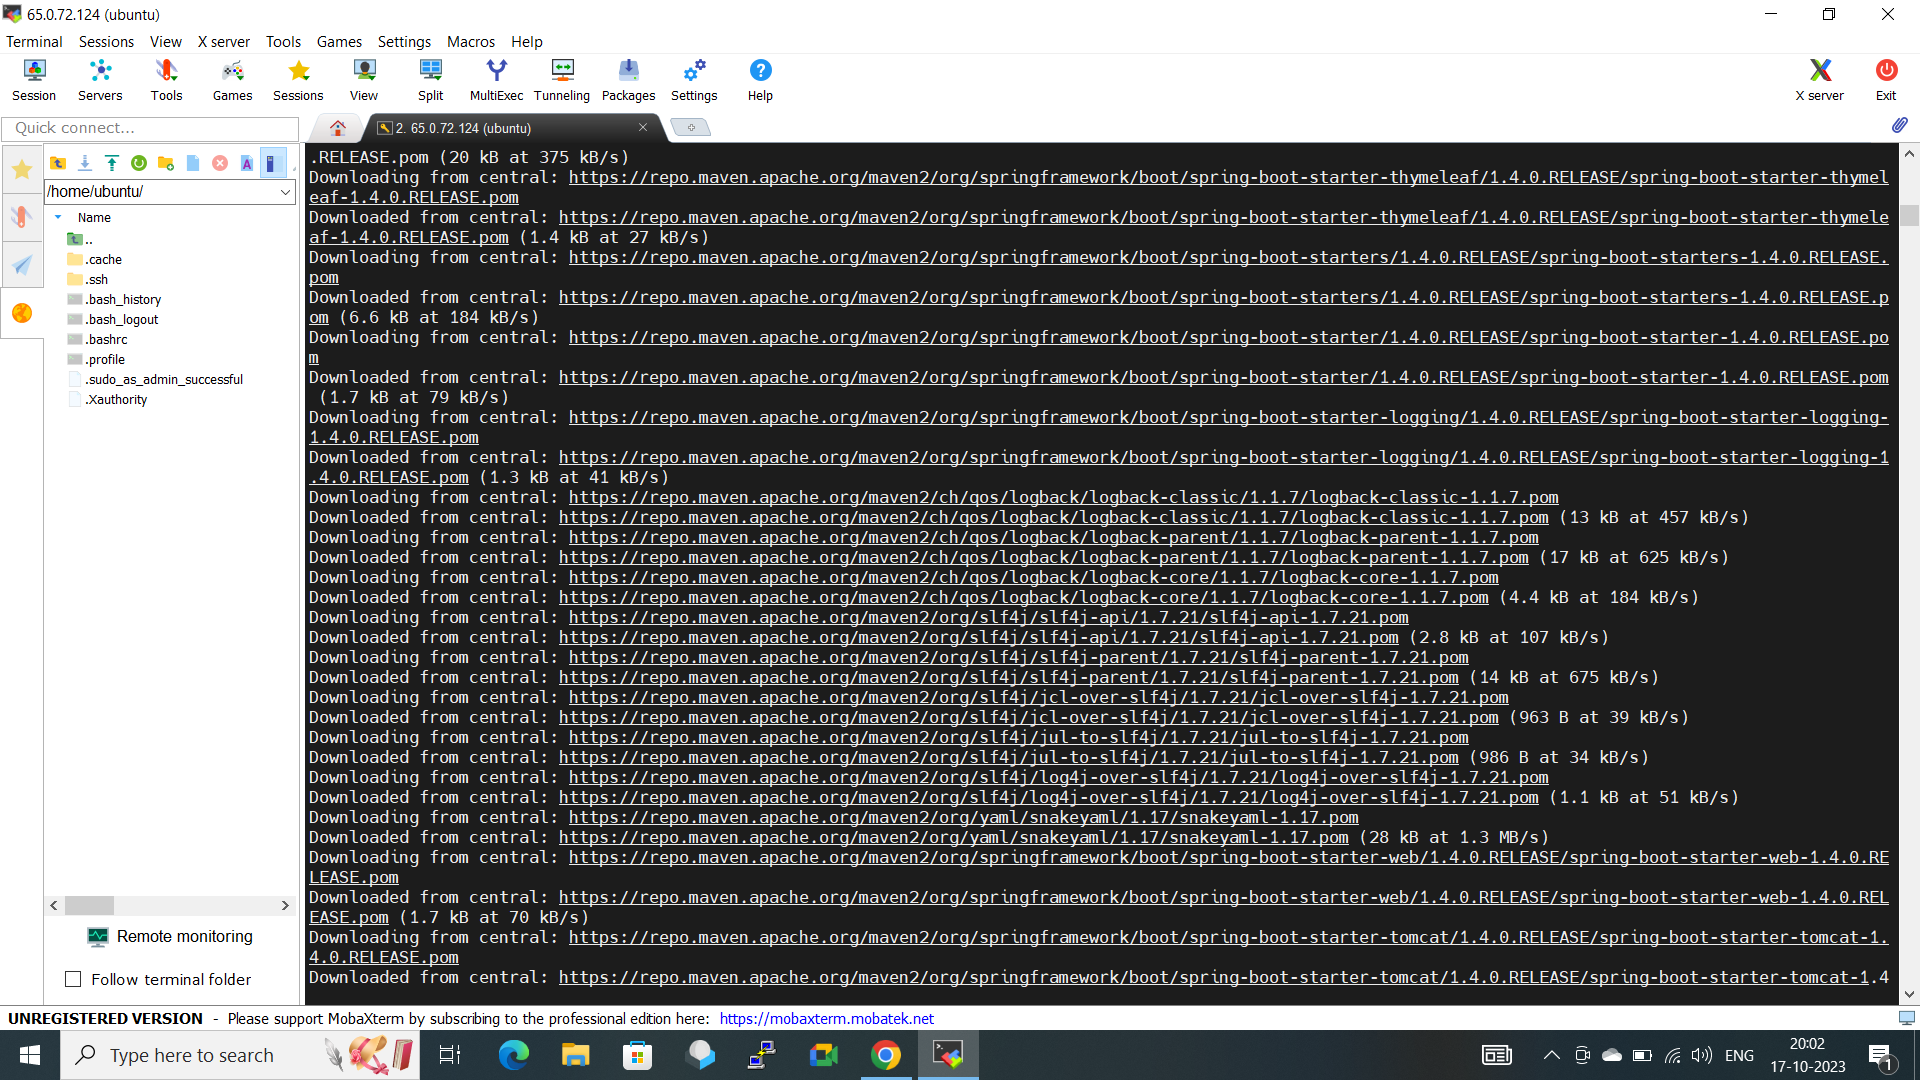 65.0.72.124 (ubuntu)
Terminal Sessions View X server Tools Games Settings Macros Help
Session Servers Tools Games Sessions View Split MultiExec Tunneling Packages Settings Help X server Exit
Quick connect...
2. 65.0.72.124 (ubuntu)
/home/ubuntu/
Name
..
.cache
.ssh
.bash_history
.bash_logout
.bashrc
.profile
.sudo_as_admin_successful
.Xauthority
Remote monitoring
Follow terminal folder
.RELEASE.pom (20 kB at 375 kB/s)
Downloading from central: https://repo.maven.apache.org/maven2/org/springframework/boot/spring-boot-starter-thymeleaf/1.4.0.RELEASE/spring-boot-starter-thymel
eaf-1.4.0.RELEASE.pom
Downloaded from central: https://repo.maven.apache.org/maven2/org/springframework/boot/spring-boot-starter-thymeleaf/1.4.0.RELEASE/spring-boot-starter-thymele
af-1.4.0.RELEASE.pom (1.4 kB at 27 kB/s)
Downloading from central: https://repo.maven.apache.org/maven2/org/springframework/boot/spring-boot-starters/1.4.0.RELEASE/spring-boot-starters-1.4.0.RELEASE.
pom
Downloaded from central: https://repo.maven.apache.org/maven2/org/springframework/boot/spring-boot-starters/1.4.0.RELEASE/spring-boot-starters-1.4.0.RELEASE.p
om (6.6 kB at 184 kB/s)
Downloading from central: https://repo.maven.apache.org/maven2/org/springframework/boot/spring-boot-starter/1.4.0.RELEASE/spring-boot-starter-1.4.0.RELEASE.po
m
Downloaded from central: https://repo.maven.apache.org/maven2/org/springframework/boot/spring-boot-starter/1.4.0.RELEASE/spring-boot-starter-1.4.0.RELEASE.pom
(1.7 kB at 79 kB/s)
Downloading from central: https://repo.maven.apache.org/maven2/org/springframework/boot/spring-boot-starter-logging/1.4.0.RELEASE/spring-boot-starter-logging-
1.4.0.RELEASE.pom
Downloaded from central: https://repo.maven.apache.org/maven2/org/springframework/boot/spring-boot-starter-logging/1.4.0.RELEASE/spring-boot-starter-logging-1
.4.0.RELEASE.pom (1.3 kB at 41 kB/s)
Downloading from central: https://repo.maven.apache.org/maven2/ch/qos/logback/logback-classic/1.1.7/logback-classic-1.1.7.pom
Downloaded from central: https://repo.maven.apache.org/maven2/ch/qos/logback/logback-classic/1.1.7/logback-classic-1.1.7.pom (13 kB at 457 kB/s)
Downloading from central: https://repo.maven.apache.org/maven2/ch/qos/logback/logback-parent/1.1.7/logback-parent-1.1.7.pom
Downloaded from central: https://repo.maven.apache.org/maven2/ch/qos/logback/logback-parent/1.1.7/logback-parent-1.1.7.pom (17 kB at 625 kB/s)
Downloading from central: https://repo.maven.apache.org/maven2/ch/qos/logback/logback-core/1.1.7/logback-core-1.1.7.pom
Downloaded from central: https://repo.maven.apache.org/maven2/ch/qos/logback/logback-core/1.1.7/logback-core-1.1.7.pom (4.4 kB at 184 kB/s)
Downloading from central: https://repo.maven.apache.org/maven2/org/slf4j/slf4j-api/1.7.21/slf4j-api-1.7.21.pom
Downloaded from central: https://repo.maven.apache.org/maven2/org/slf4j/slf4j-api/1.7.21/slf4j-api-1.7.21.pom (2.8 kB at 107 kB/s)
Downloading from central: https://repo.maven.apache.org/maven2/org/slf4j/slf4j-parent/1.7.21/slf4j-parent-1.7.21.pom
Downloaded from central: https://repo.maven.apache.org/maven2/org/slf4j/slf4j-parent/1.7.21/slf4j-parent-1.7.21.pom (14 kB at 675 kB/s)
Downloading from central: https://repo.maven.apache.org/maven2/org/slf4j/jcl-over-slf4j/1.7.21/jcl-over-slf4j-1.7.21.pom
Downloaded from central: https://repo.maven.apache.org/maven2/org/slf4j/jcl-over-slf4j/1.7.21/jcl-over-slf4j-1.7.21.pom (963 B at 39 kB/s)
Downloading from central: https://repo.maven.apache.org/maven2/org/slf4j/jul-to-slf4j/1.7.21/jul-to-slf4j-1.7.21.pom
Downloaded from central: https://repo.maven.apache.org/maven2/org/slf4j/jul-to-slf4j/1.7.21/jul-to-slf4j-1.7.21.pom (986 B at 34 kB/s)
Downloading from central: https://repo.maven.apache.org/maven2/org/slf4j/log4j-over-slf4j/1.7.21/log4j-over-slf4j-1.7.21.pom
Downloaded from central: https://repo.maven.apache.org/maven2/org/slf4j/log4j-over-slf4j/1.7.21/log4j-over-slf4j-1.7.21.pom (1.1 kB at 51 kB/s)
Downloading from central: https://repo.maven.apache.org/maven2/org/yaml/snakeyaml/1.17/snakeyaml-1.17.pom
Downloaded from central: https://repo.maven.apache.org/maven2/org/yaml/snakeyaml/1.17/snakeyaml-1.17.pom (28 kB at 1.3 MB/s)
Downloading from central: https://repo.maven.apache.org/maven2/org/springframework/boot/spring-boot-starter-web/1.4.0.RELEASE/spring-boot-starter-web-1.4.0.RE
LEASE.pom
Downloaded from central: https://repo.maven.apache.org/maven2/org/springframework/boot/spring-boot-starter-web/1.4.0.RELEASE/spring-boot-starter-web-1.4.0.REL
EASE.pom (1.7 kB at 70 kB/s)
Downloading from central: https://repo.maven.apache.org/maven2/org/springframework/boot/spring-boot-starter-tomcat/1.4.0.RELEASE/spring-boot-starter-tomcat-1.
4.0.RELEASE.pom
Downloaded from central: https://repo.maven.apache.org/maven2/org/springframework/boot/spring-boot-starter-tomcat/1.4.0.RELEASE/spring-boot-starter-tomcat-1.4
UNREGISTERED VERSION - Please support MobaXterm by subscribing to the professional edition here: https://mobaxterm.mobatek.net
Type here to search
ENG
20:02
17-10-2023
1